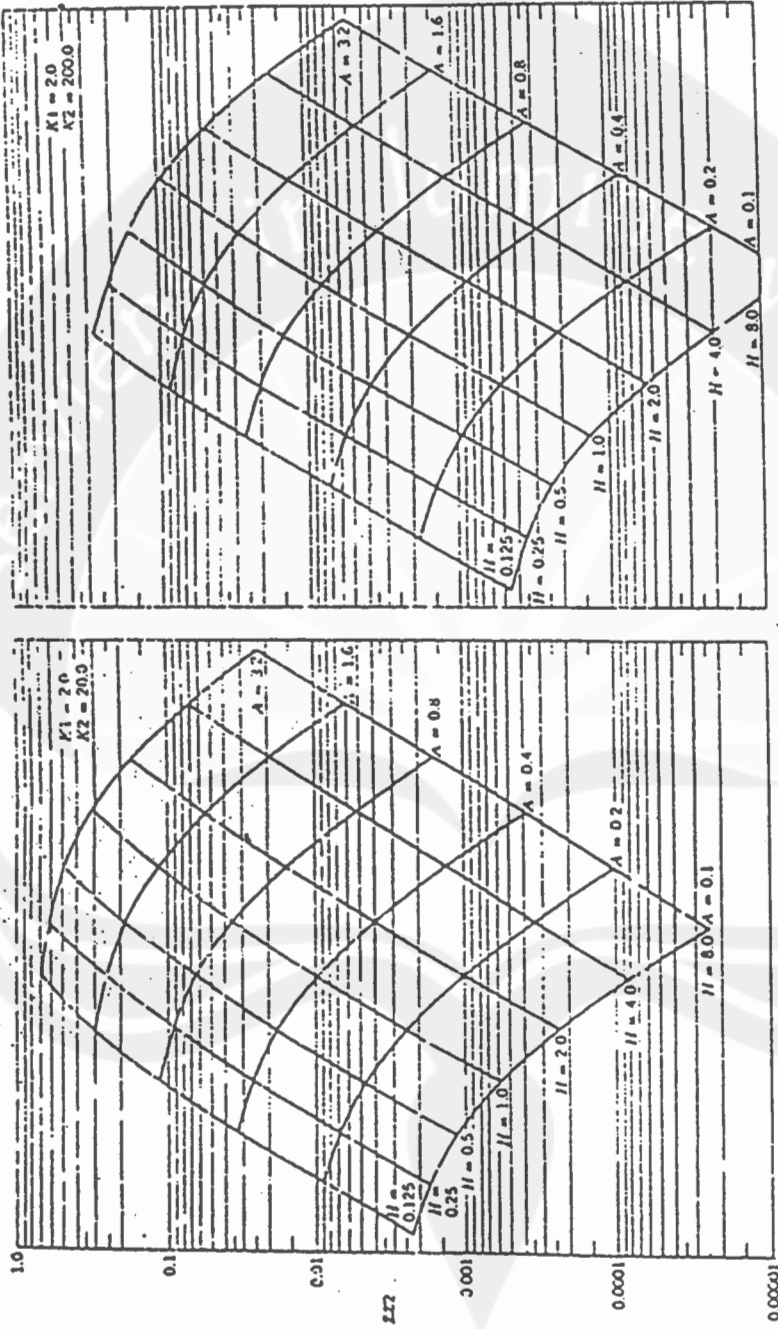 K1 = 2.0
K2 = 200.0
A = 3.2
A = 1.6
A = 0.8
A = 0.4
A = 0.2
A = 0.1
H =
0.125
H = 0.25
H = 0.5
H = 1.0
H = 2.0
H = 4.0
H = 8.0
K1 = 2.0
K2 = 20.0
A = 3.2
= 1.6
A = 0.8
A = 0.4
A = 0.2
A = 0.1
H =
0.125
H =
0.25
H = 0.5
H = 1.0
H = 2.0
H = 4.0
H = 8.0
1.0
0.1
0.01
ZZ2
0.001
0.0001
0.00001